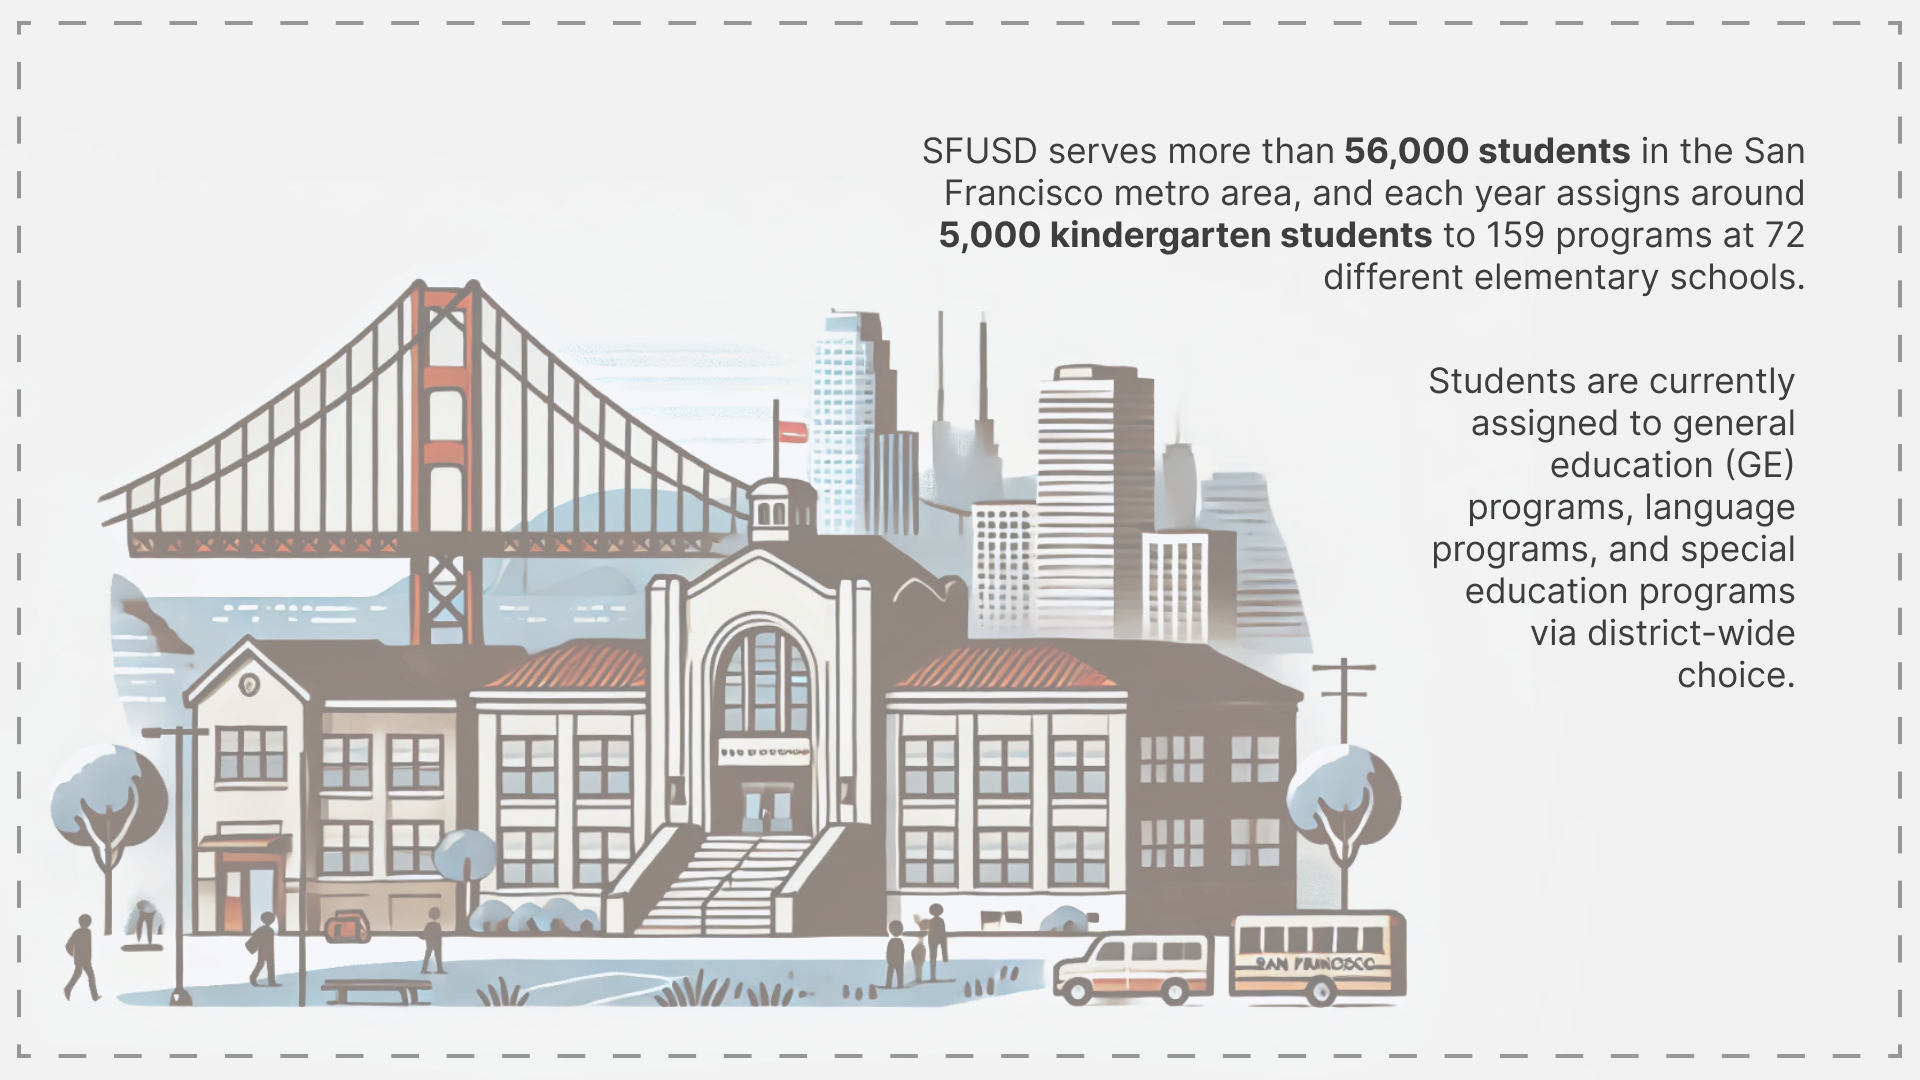 SFUSD serves more than 56,000 students in the San
Francisco metro area, and each year assigns around
5,000 kindergarten students to 159 programs at 72
different elementary schools.
Students are currently
assigned to general
education (GE)
programs, language
programs, and special
education programs
via district-wide
choice.
SAN